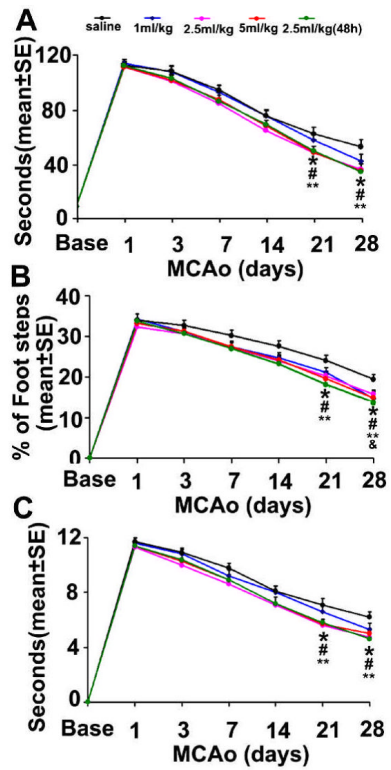 A
saline 1ml/kg 2.5ml/kg 5ml/kg 2.5ml/kg(48h)
Seconds(mean±SE)
120
80
40
0
*
#
**
*
#
**
Base 1 3 7 14 21 28
MCAo (days)
B
% of Foot steps
(mean±SE)
40
30
20
10
0
*
#
**
*
#
**
&
Base 1 3 7 14 21 28
MCAo (days)
C
Seconds(mean±SE)
12
8
4
0
*
#
**
*
#
**
Base 1 3 7 14 21 28
MCAo (days)